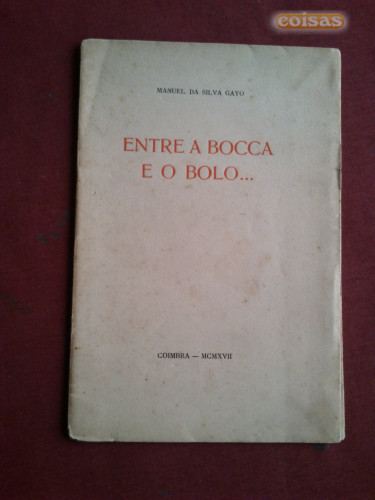 coisas
MANUEL DA SILVA GAYO
ENTRE A BOCCA
E O BOLO...
COIMBRA — MCMXVII